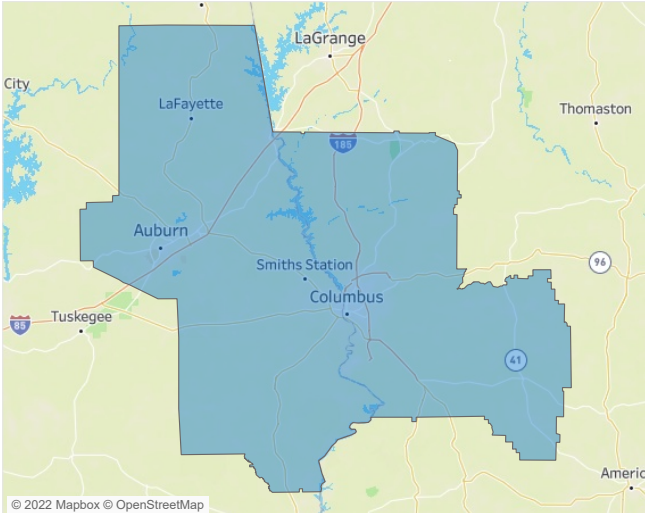 LaGrange
City
LaFayette
Thomaston
185
Auburn
Smiths Station
96
Columbus
Tuskegee
85
41
Americ
© 2022 Mapbox © OpenStreetMap